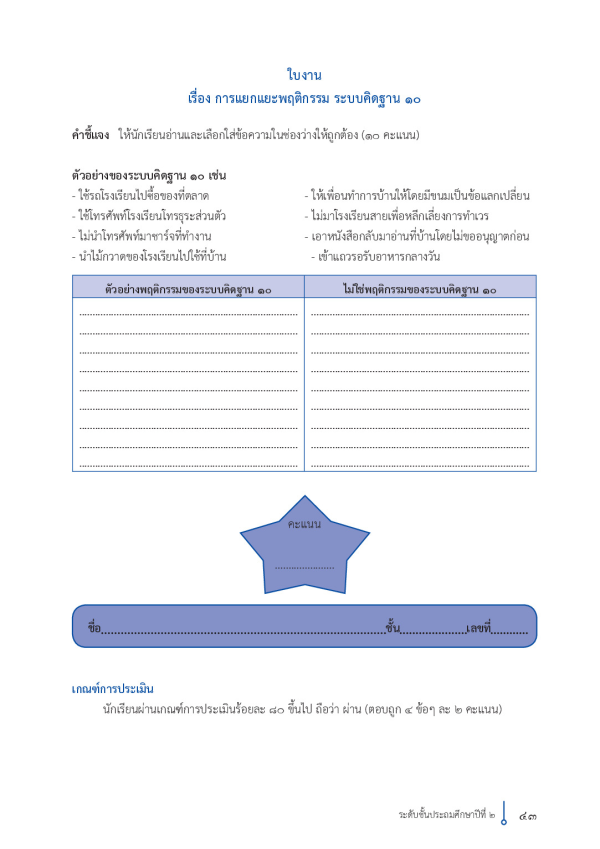 ใบงาน
เรื่อง การแยกแยะพฤติกรรม ระบบคิดฐาน ๑๐
คำชี้แจง ให้นักเรียนอ่านและเลือกใส่ข้อความในช่องว่างให้ถูกต้อง (๑๐ คะแนน)
ตัวอย่างของระบบคิดฐาน ๑๐ เช่น
- ใช้รถโรงเรียนไปซื้อของที่ตลาด
- ใช้โทรศัพท์โรงเรียนโทรธุระส่วนตัว
- ไม่นำโทรศัพท์มาชาร์จที่ทำงาน
- นำไม้กวาดของโรงเรียนไปใช้ที่บ้าน
- ให้เพื่อนทำการบ้านให้โดยมีขนมเป็นข้อแลกเปลี่ยน
- ไม่มาโรงเรียนสายเพื่อหลีกเลี่ยงการทำเวร
- เอาหนังสือกลับมาอ่านที่บ้านโดยไม่ขออนุญาตก่อน
- เข้าแถวรอรับอาหารกลางวัน
ตัวอย่างพฤติกรรมของระบบคิดฐาน ๑๐
ไม่ใช่พฤติกรรมของระบบคิดฐาน ๑๐
คะแนน
ชื่อ........................ชั้น............เลขที่............
เกณฑ์การประเมิน
นักเรียนผ่านเกณฑ์การประเมินร้อยละ ๘๐ ขึ้นไป ถือว่า ผ่าน (ตอบถูก ๔ ข้อๆ ละ ๒ คะแนน)
ระดับชั้นประถมศึกษาปีที่ ๒
๔๓